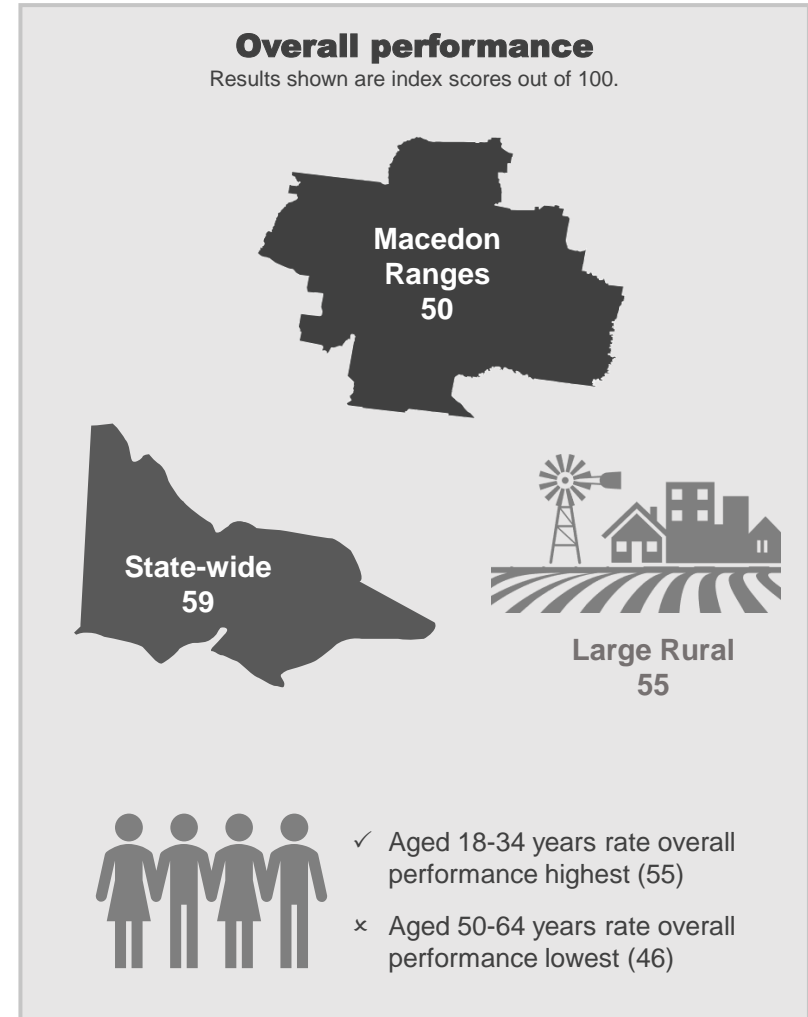 Overall performance
Results shown are index scores out of 100.
Macedon
Ranges
50
State-wide
59
Large Rural
55
✓ Aged 18-34 years rate overall
performance highest (55)
× Aged 50-64 years rate overall
performance lowest (46)